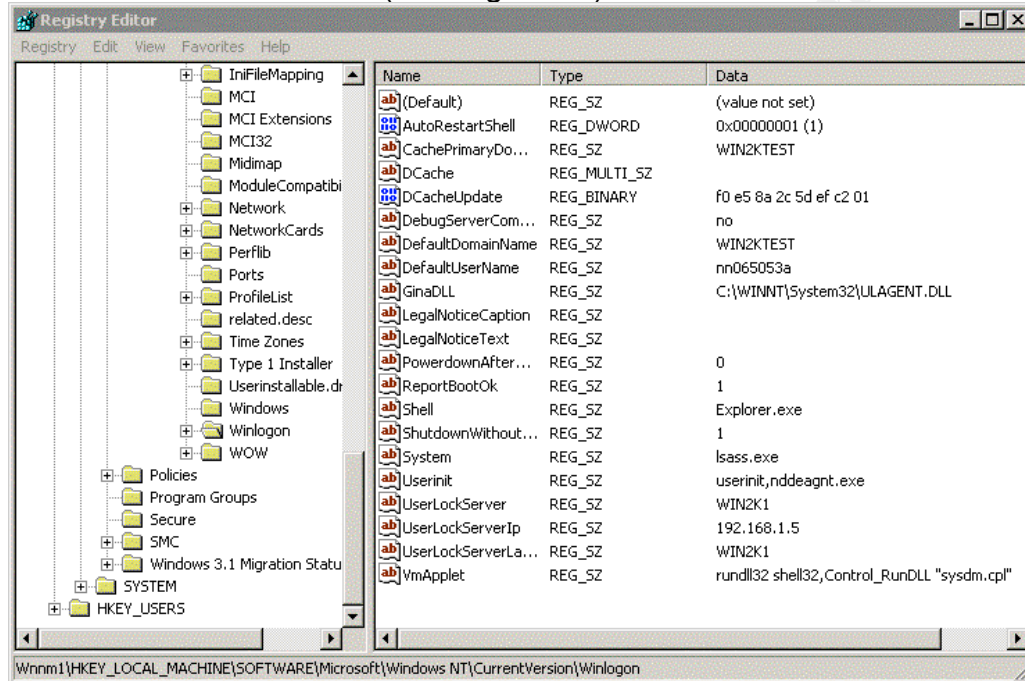 Registry Editor
Registry Edit View Favorites Help
IniFileMapping
MCI
MCI Extensions
MCI32
Midimap
ModuleCompatibi
Network
NetworkCards
Perflib
Ports
ProfileList
related.desc
Time Zones
Type 1 Installer
Userinstallable.dr
Windows
Winlogon
WOW
Policies
Program Groups
Secure
SMC
Windows 3.1 Migration Statu
SYSTEM
HKEY_USERS
Name Type Data
(Default) REG_SZ (value not set)
AutoRestartShell REG_DWORD 0x00000001 (1)
CachePrimaryDo... REG_SZ WIN2KTEST
DCache REG_MULTI_SZ
DCacheUpdate REG_BINARY f0 e5 8a 2c 5d ef c2 01
DebugServerCom... REG_SZ no
DefaultDomainName REG_SZ WIN2KTEST
DefaultUserName REG_SZ nn065053a
GinaDLL REG_SZ C:\WINNT\System32\ULAGENT.DLL
LegalNoticeCaption REG_SZ
LegalNoticeText REG_SZ
PowerdownAfter... REG_SZ 0
ReportBootOk REG_SZ 1
Shell REG_SZ Explorer.exe
ShutdownWithout... REG_SZ 1
System REG_SZ lsass.exe
Userinit REG_SZ userinit,nddeagnt.exe
UserLockServer REG_SZ WIN2K1
UserLockServerIp REG_SZ 192.168.1.5
UserLockServerLa... REG_SZ WIN2K1
VmApplet REG_SZ rundll32 shell32,Control_RunDLL "sysdm.cpl"
Wnnm1\HKEY_LOCAL_MACHINE\SOFTWARE\Microsoft\Windows NT\CurrentVersion\Winlogon